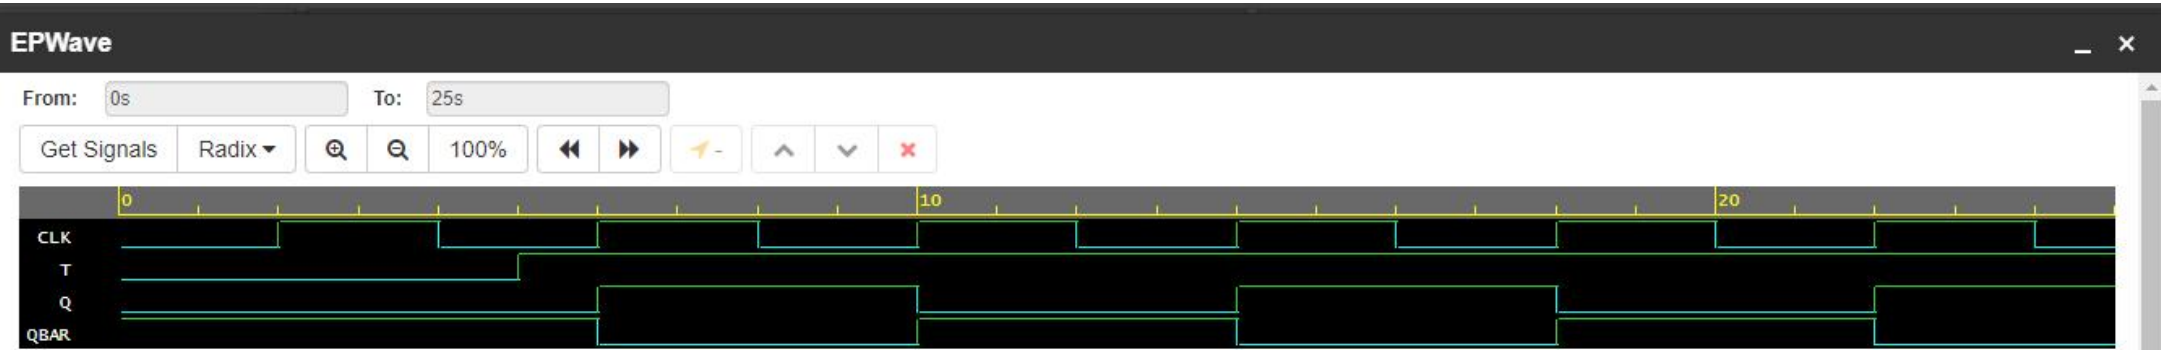 EPWave
From: 0s To: 25s
Get Signals Radix 100% -
0 10 20
CLK
T
Q
QBAR